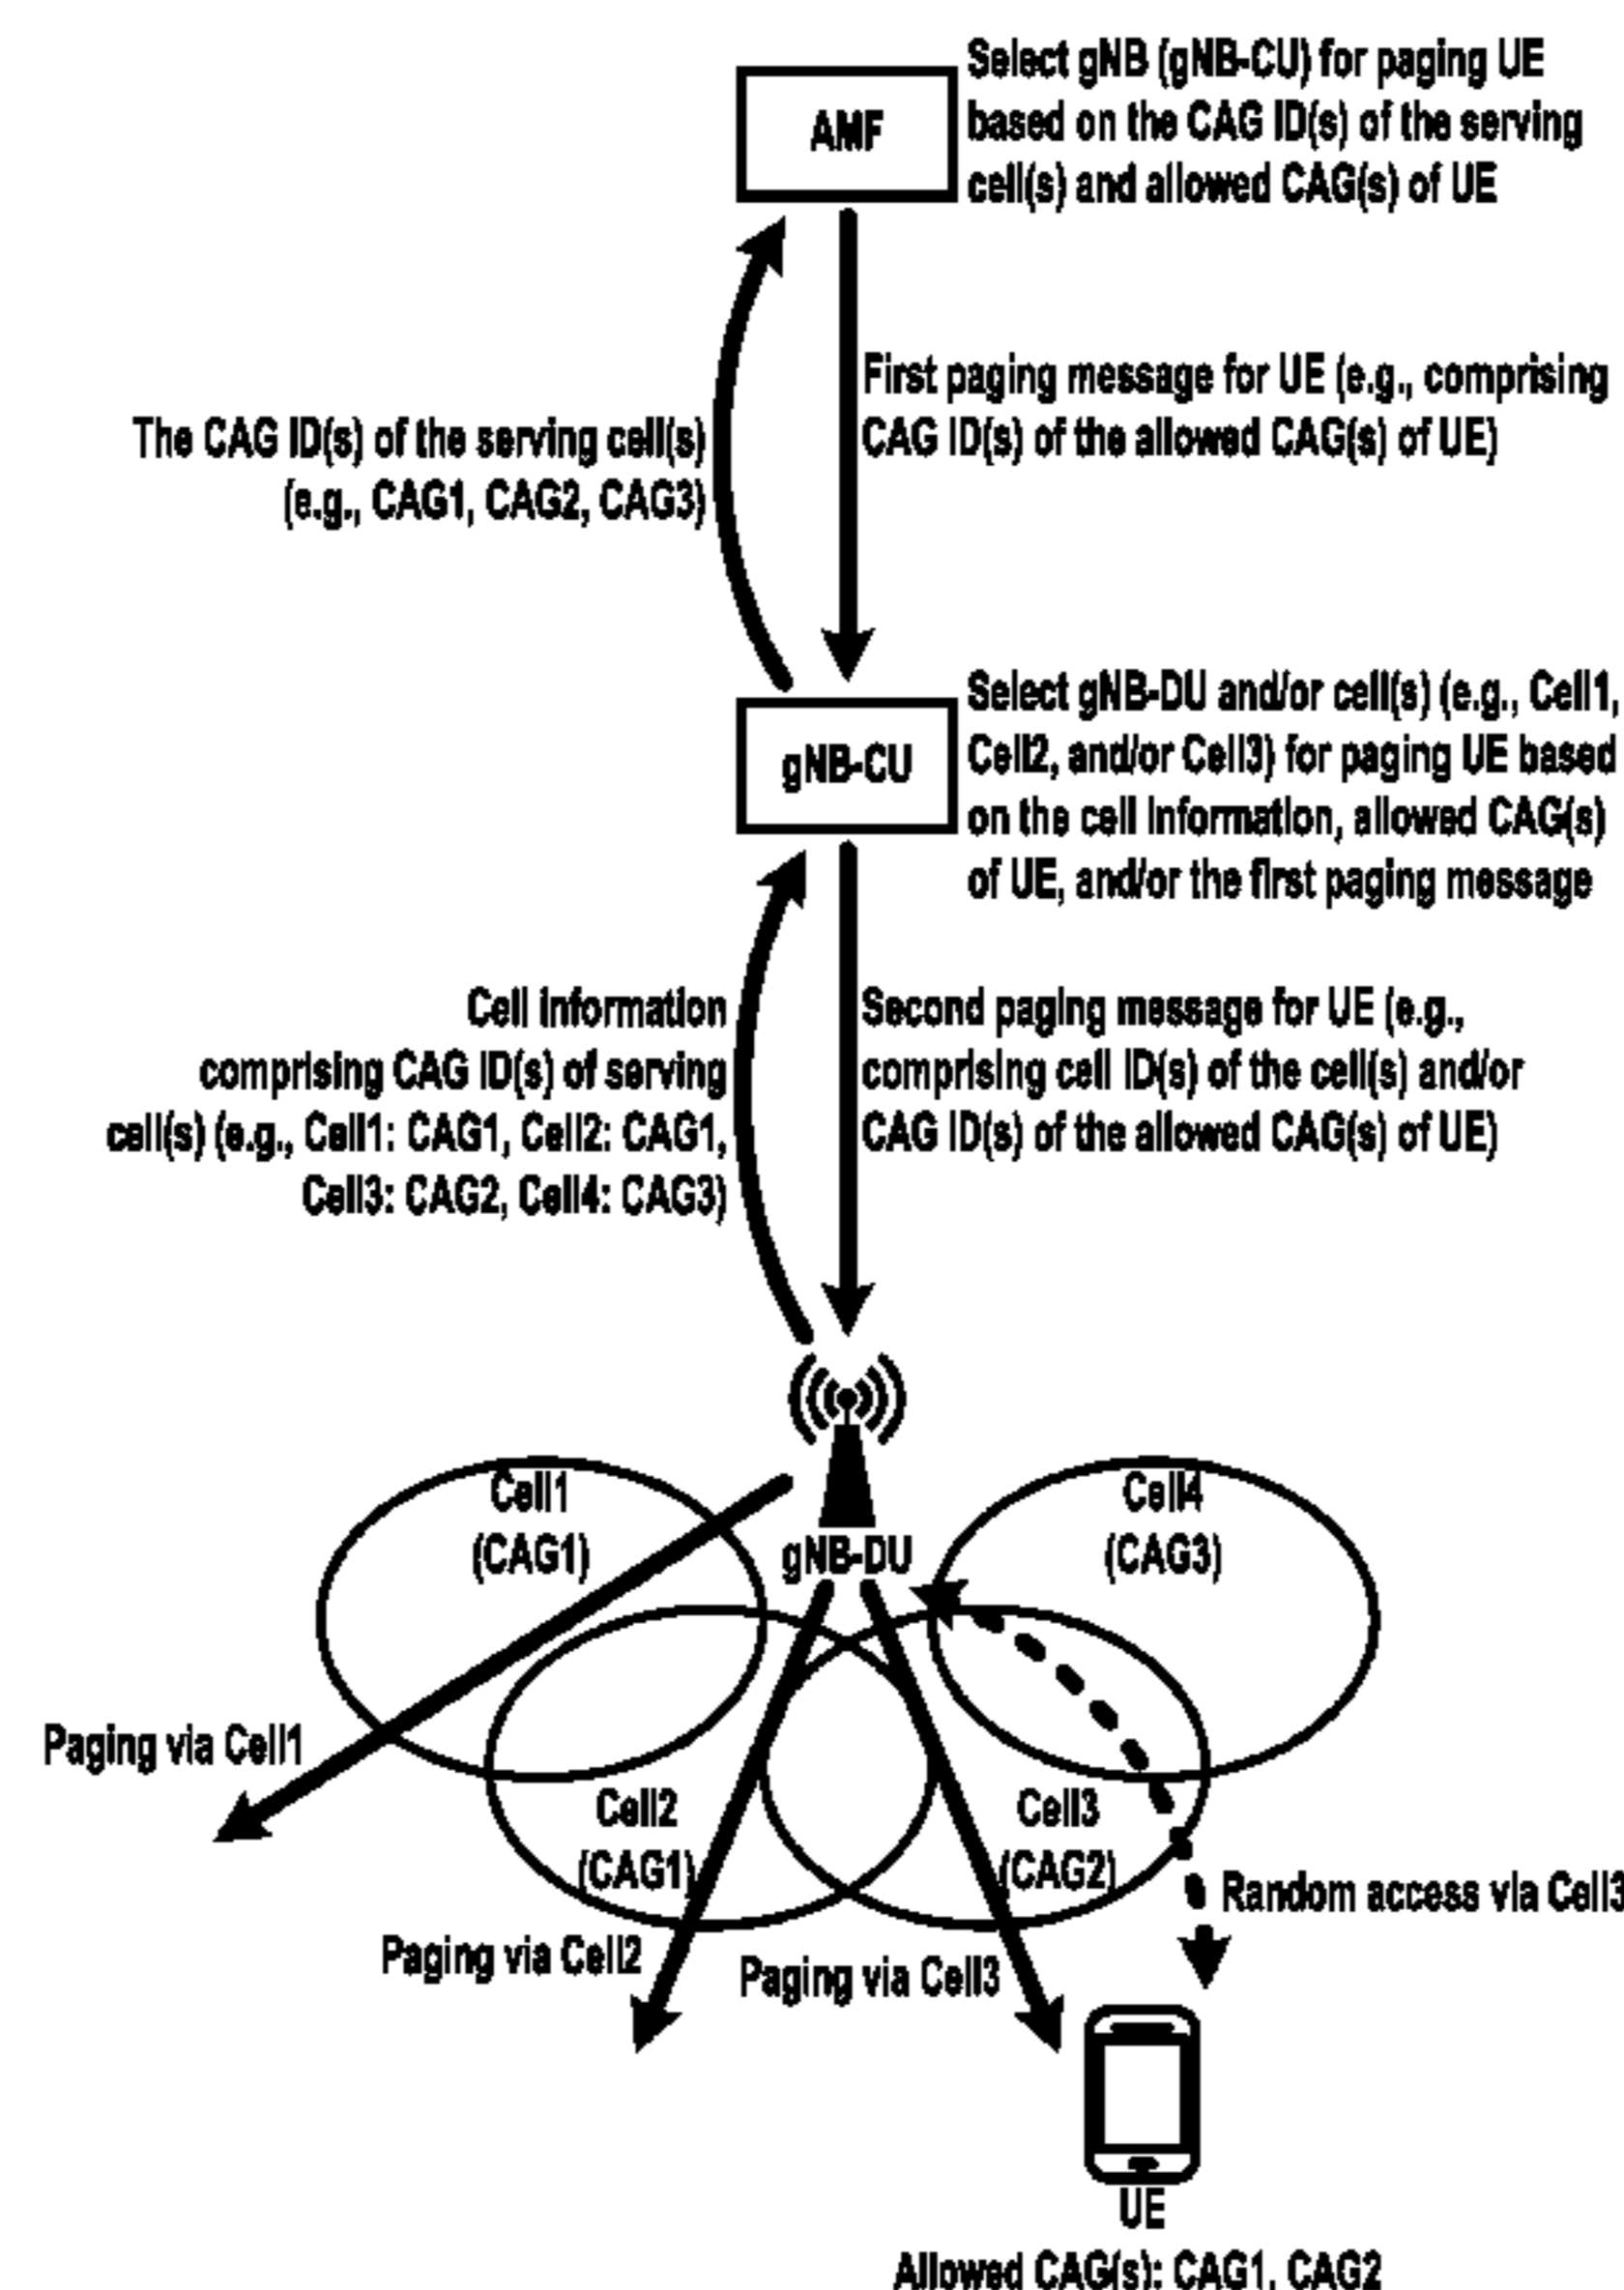 Select gNB (gNB-CU) for paging UE
based on the CAG ID(s) of the serving
cell(s) and allowed CAG(s) of UE
AMF
First paging message for UE (e.g., comprising
CAG ID(s) of the allowed CAG(s) of UE)
The CAG ID(s) of the serving cell(s)
(e.g., CAG1, CAG2, CAG3)
Select gNB-DU and/or cell(s) (e.g., Cell1,
Cell2, and/or Cell3) for paging UE based
on the cell information, allowed CAG(s)
of UE, and/or the first paging message
gNB-CU
Cell information
comprising CAG ID(s) of serving
cell(s) (e.g., Cell1: CAG1, Cell2: CAG1,
Cell3: CAG2, Cell4: CAG3)
Second paging message for UE (e.g.,
comprising cell ID(s) of the cell(s) and/or
CAG ID(s) of the allowed CAG(s) of UE)
Cell1
(CAG1)
gNB-DU
Cell4
(CAG3)
Paging via Cell1
Cell2
(CAG1)
Cell3
(CAG2)
Random access via Cell3
Paging via Cell2
Paging via Cell3
UE
Allowed CAG(s): CAG1, CAG2